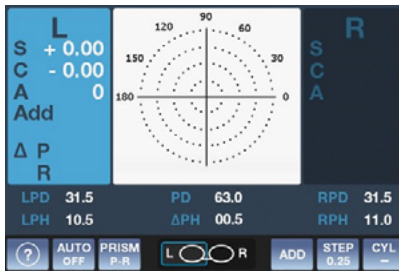 L
S + 0.00
C - 0.00
A 0
Add
Δ P
R
90
120 60
150 30
180 0
R
S
C
A
LPD 31.5 PD 63.0 RPD 31.5
LPH 10.5 ΔPH 00.5 RPH 11.0
? AUTO OFF PRISM P-R L R ADD STEP 0.25 CYL −